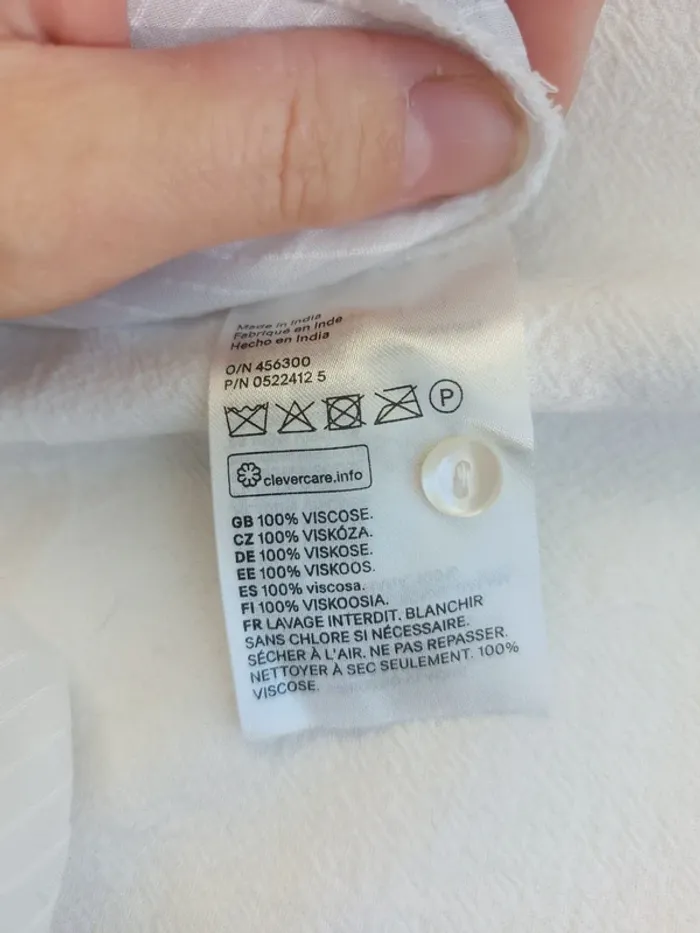 Made in India
Fabriqué en Inde
Hecho en India
O/N 456300
P/N 0522412 5
P
clevercare.info
GB 100% VISCOSE.
CZ 100% VISKÓZA.
DE 100% VISKOSE.
EE 100% VISKOOS.
ES 100% viscosa.
FI 100% VISKOOSIA.
FR LAVAGE INTERDIT. BLANCHIR
SANS CHLORE SI NÉCESSAIRE.
SÉCHER À L'AIR. NE PAS REPASSER.
NETTOYER À SEC SEULEMENT. 100%
VISCOSE.